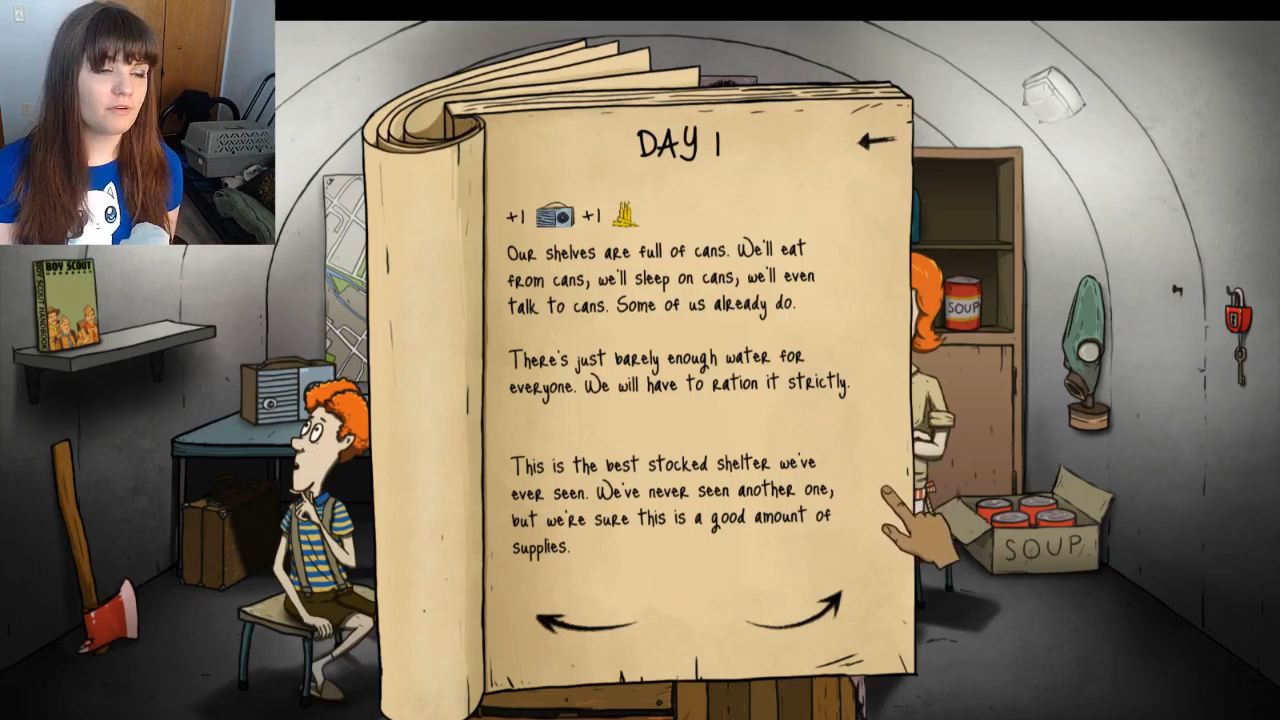 DAY 1
+1 +1
Our shelves are full of cans. We'll eat
from cans, we'll sleep on cans, we'll even
talk to cans. Some of us already do.
There's just barely enough water for
everyone. We will have to ration it strictly.
This is the best stocked shelter we've
ever seen. We've never seen another one,
but we're sure this is a good amount of
supplies.
BOY SCOUT
BOY SCOUT HANDBOOK
SOUP
SOUP